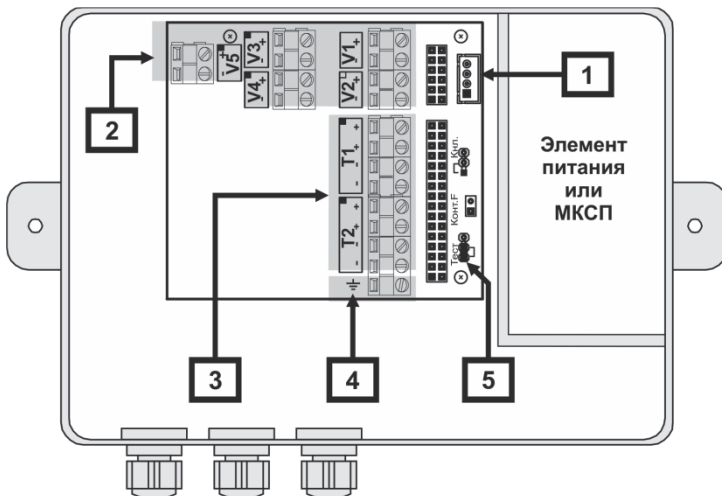 V5
+
-
V3
+
-
V4
+
-
V1
+
-
V2
+
-
1
2
T1
+
+
-
-
T2
+
+
-
-
Кнл.
Конт.F
Тест
Элемент
питания
или
МКСП
3
4
5